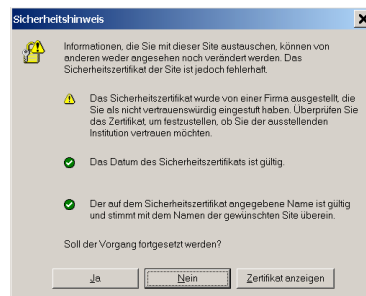 Sicherheitshinweis
Informationen, die Sie mit dieser Site austauschen, können von
anderen weder angesehen noch verändert werden. Das
Sicherheitszertifikat der Site ist jedoch fehlerhaft.
Das Sicherheitszertifikat wurde von einer Firma ausgestellt, die
Sie als nicht vertrauenswürdig eingestuft haben. Überprüfen Sie
das Zertifikat, um festzustellen, ob Sie der ausstellenden
Institution vertrauen möchten.
Das Datum des Sicherheitszertifikats ist gültig.
Der auf dem Sicherheitszertifikat angegebene Name ist gültig
und stimmt mit dem Namen der gewünschten Site überein.
Soll der Vorgang fortgesetzt werden?
Ja Nein Zertifikat anzeigen